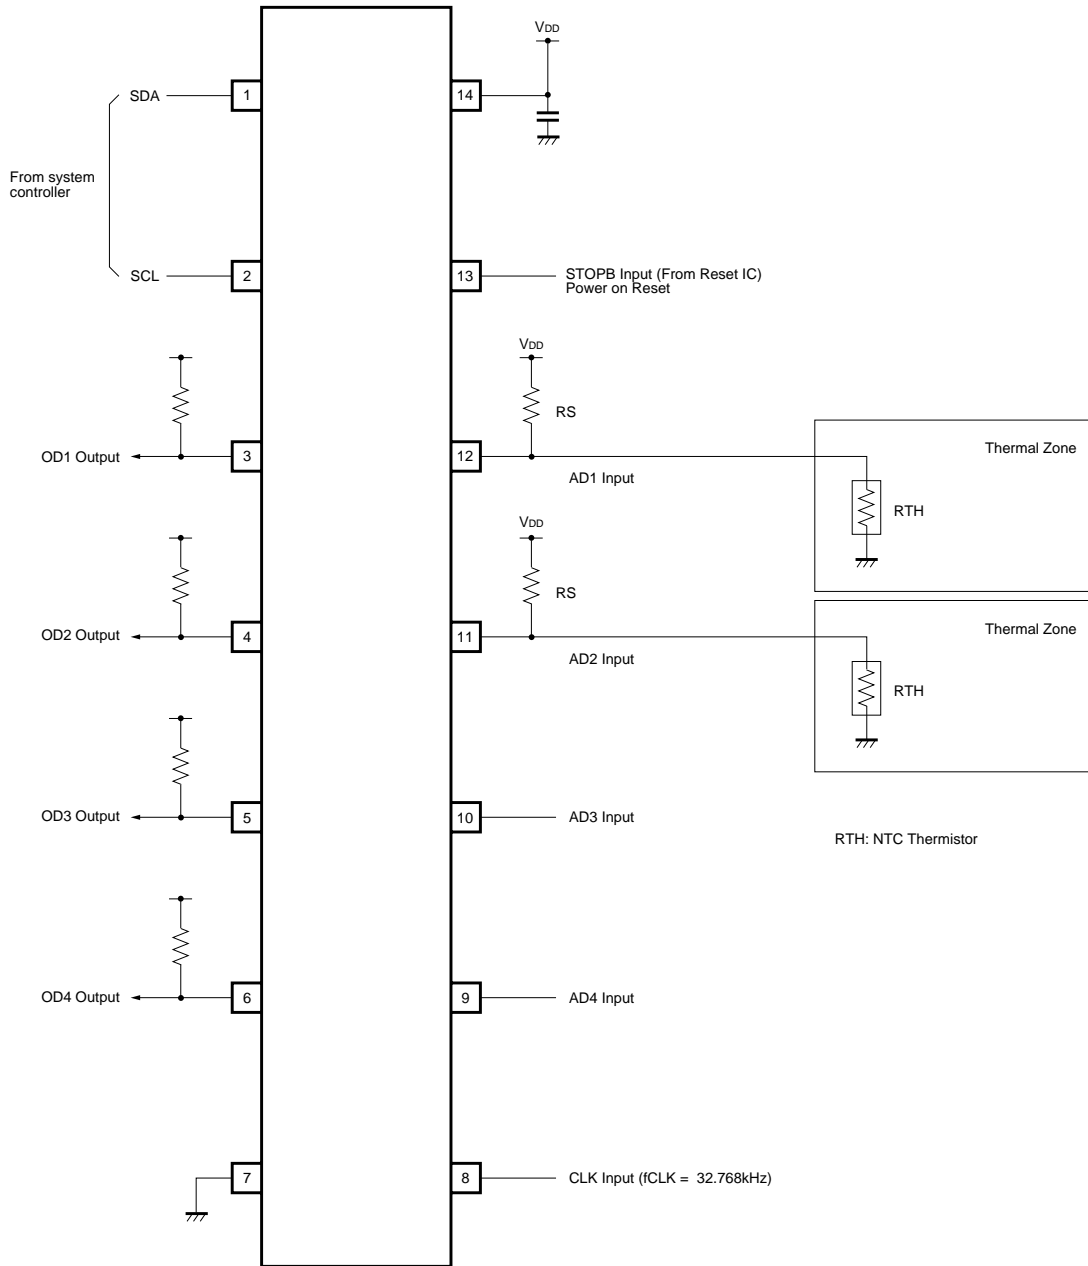 VDD
SDA
1
14
From system
controller
SCL
2
13
STOPB Input (From Reset IC)
Power on Reset
VDD
RS
Thermal Zone
OD1 Output
3
12
AD1 Input
RTH
VDD
RS
Thermal Zone
OD2 Output
4
11
AD2 Input
RTH
OD3 Output
5
10
AD3 Input
RTH: NTC Thermistor
OD4 Output
6
9
AD4 Input
7
8
CLK Input (fCLK = 32.768kHz)